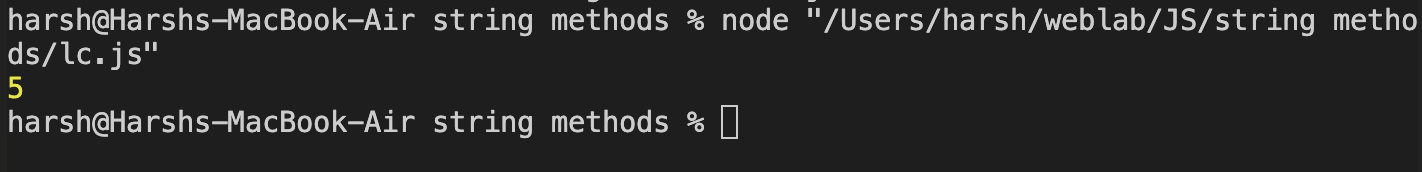 harsh@Harshs-MacBook-Air string methods % node "/Users/harsh/weblab/JS/string metho
ds/lc.js"
5
harsh@Harshs-MacBook-Air string methods %